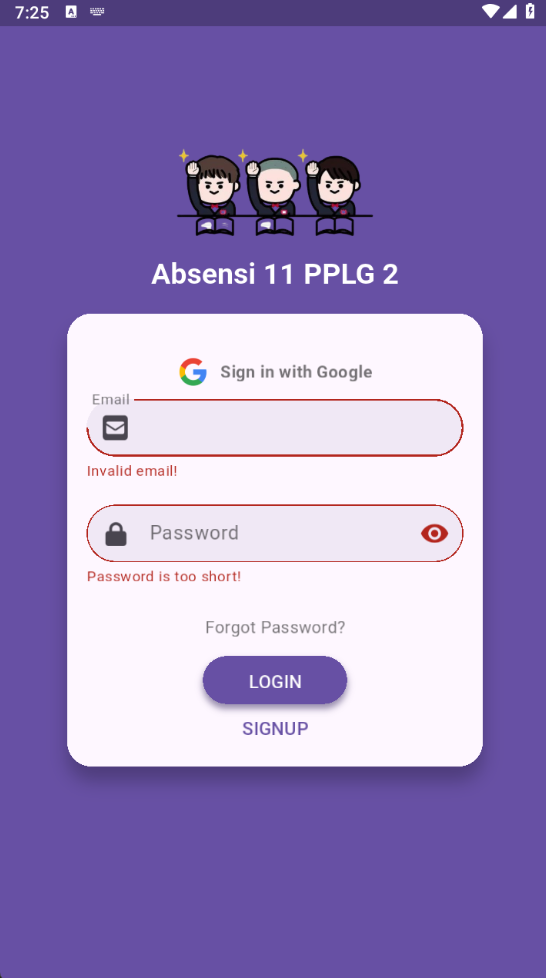 7:25
Absensi 11 PPLG 2
Sign in with Google
Email
Invalid email!
Password
Password is too short!
Forgot Password?
LOGIN
SIGNUP